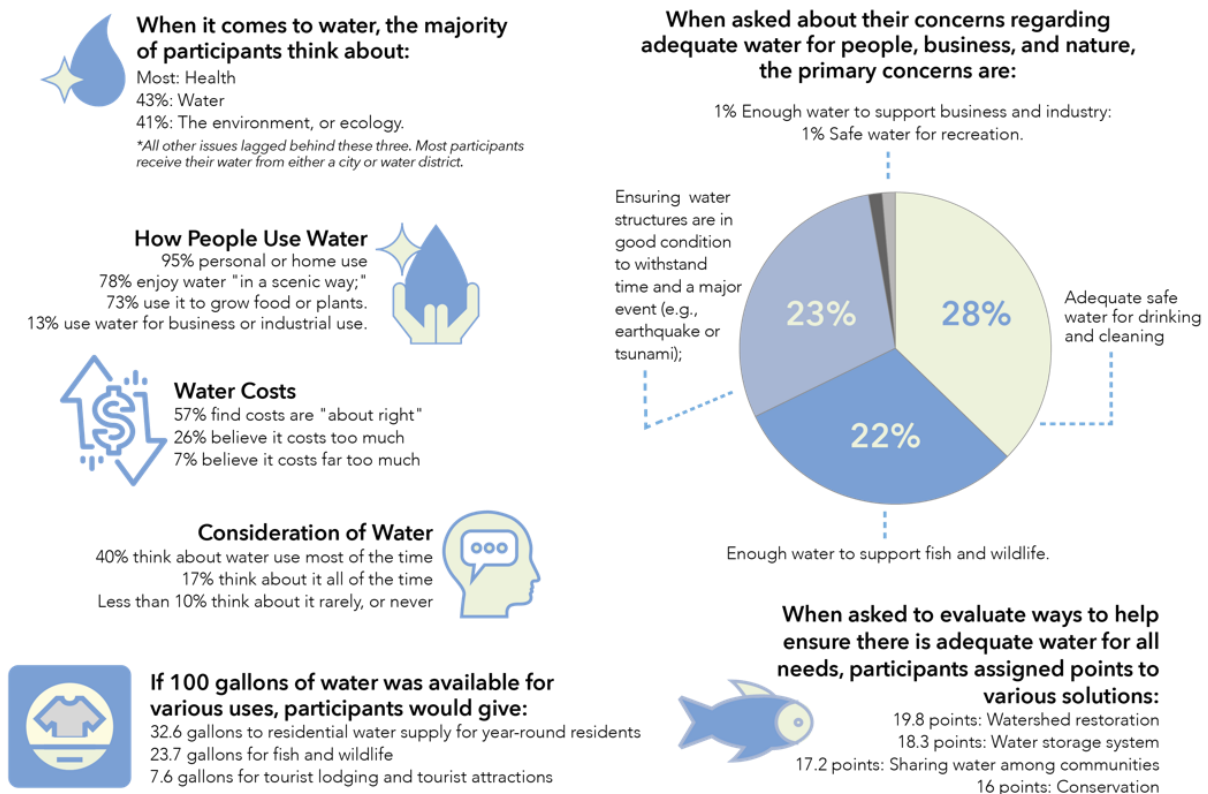 When it comes to water, the majority
of participants think about:
Most: Health
43%: Water
41%: The environment, or ecology.
*All other issues lagged behind these three. Most participants
receive their water from either a city or water district.
How People Use Water
95% personal or home use
78% enjoy water "in a scenic way;"
73% use it to grow food or plants.
13% use water for business or industrial use.
Water Costs
57% find costs are "about right"
26% believe it costs too much
7% believe it costs far too much
Consideration of Water
40% think about water use most of the time
17% think about it all of the time
Less than 10% think about it rarely, or never
If 100 gallons of water was available for
various uses, participants would give:
32.6 gallons to residential water supply for year-round residents
23.7 gallons for fish and wildlife
7.6 gallons for tourist lodging and tourist attractions
When asked about their concerns regarding
adequate water for people, business, and nature,
the primary concerns are:
1% Enough water to support business and industry:
1% Safe water for recreation.
Ensuring water
structures are in
good condition
to withstand
time and a major
event (e.g.,
earthquake or
tsunami);
23%
28%
Adequate safe
water for drinking
and cleaning
22%
Enough water to support fish and wildlife.
When asked to evaluate ways to help
ensure there is adequate water for all
needs, participants assigned points to
various solutions:
19.8 points: Watershed restoration
18.3 points: Water storage system
17.2 points: Sharing water among communities
16 points: Conservation